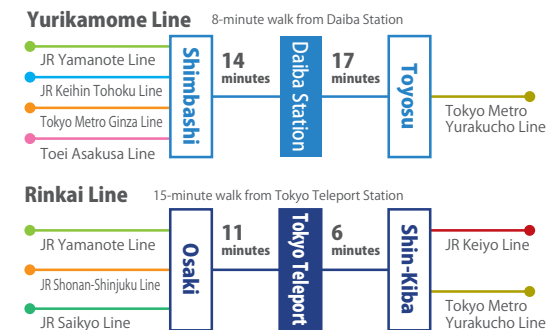 Yurikamome Line 8-minute walk from Daiba Station
JR Yamanote Line
JR Keihin Tohoku Line
Tokyo Metro Ginza Line
Toei Asakusa Line
Shimbashi
14
minutes
Daiba Station
17
minutes
Toyosu
Tokyo Metro
Yurakucho Line
Rinkai Line 15-minute walk from Tokyo Teleport Station
JR Yamanote Line
JR Shonan-Shinjuku Line
JR Saikyo Line
Osaki
11
minutes
Tokyo Teleport
6
minutes
Shin-Kiba
JR Keiyo Line
Tokyo Metro
Yurakucho Line